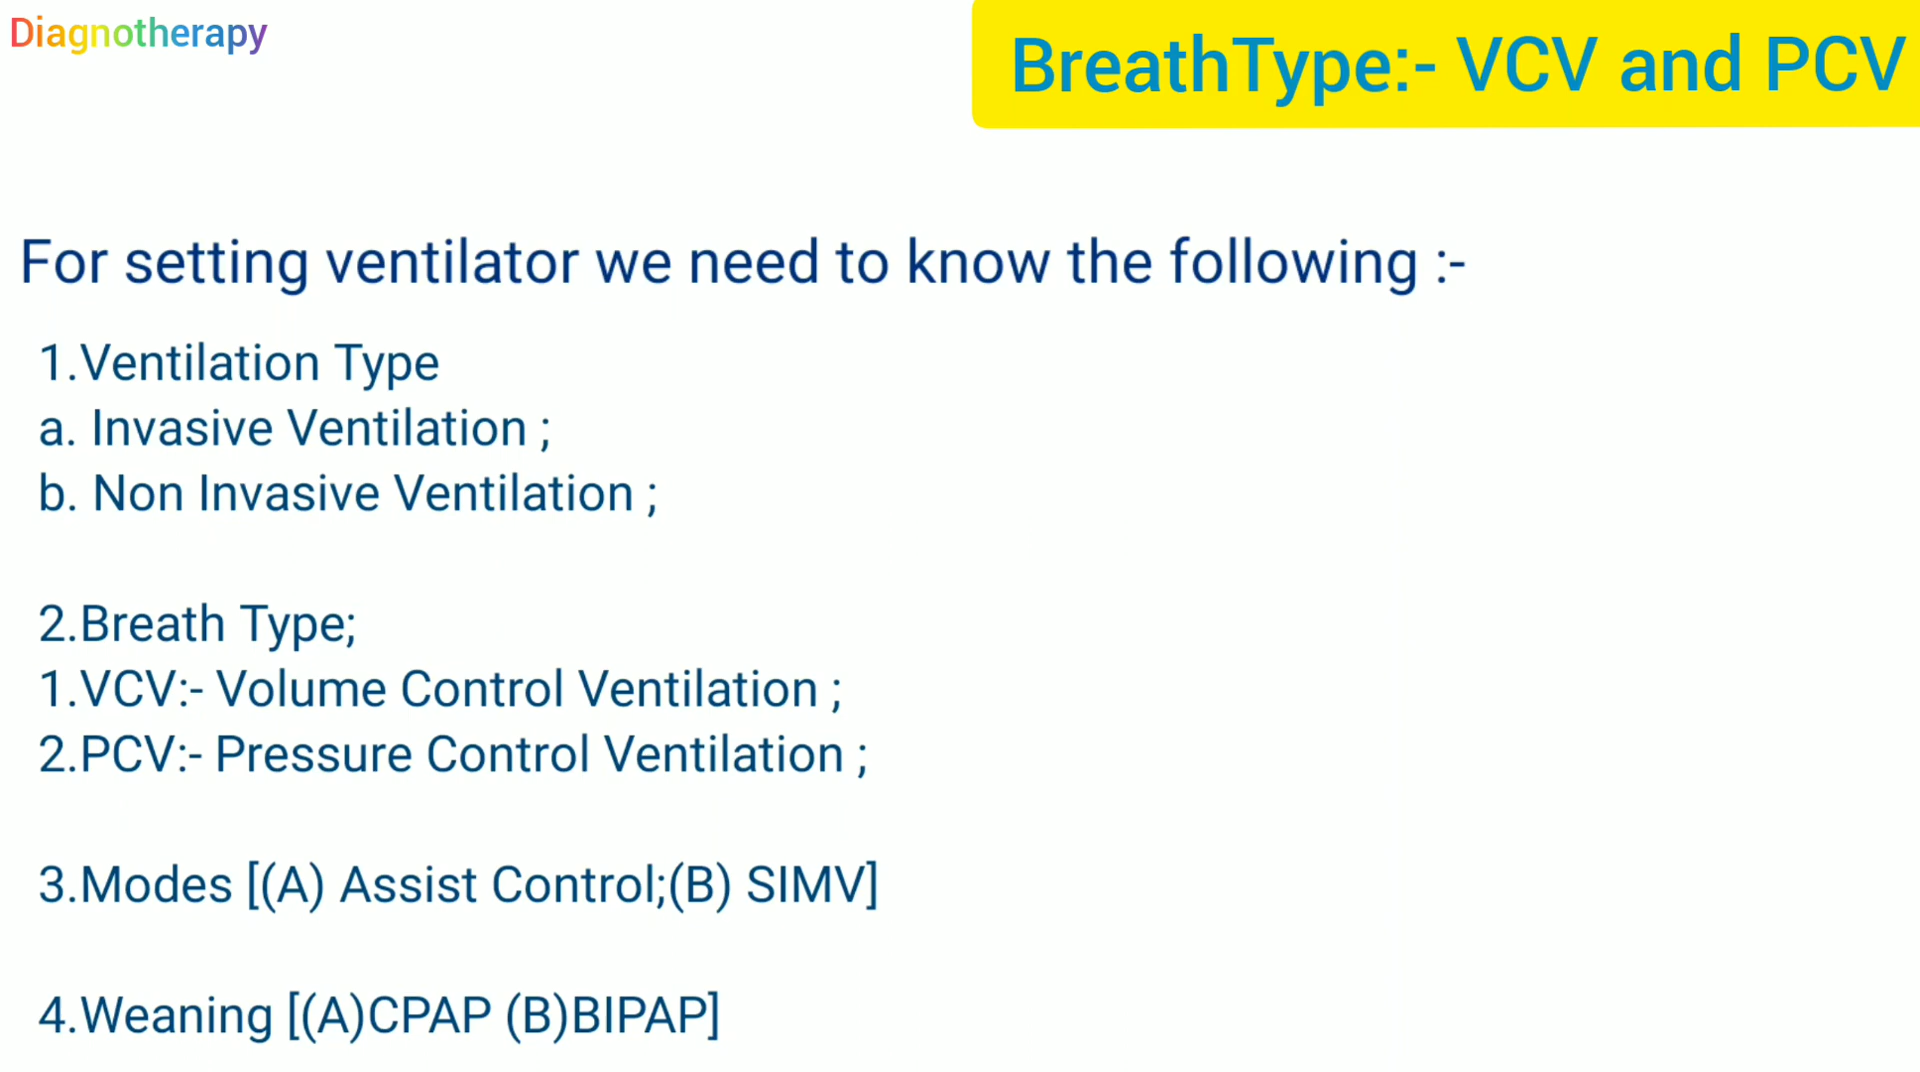 Diagnotherapy
BreathType:- VCV and PCV
For setting ventilator we need to know the following :-
1.Ventilation Type
a. Invasive Ventilation ;
b. Non Invasive Ventilation ;
2.Breath Type;
1.VCV:- Volume Control Ventilation ;
2.PCV:- Pressure Control Ventilation ;
3.Modes [(A) Assist Control;(B) SIMV]
4.Weaning [(A)CPAP (B)BIPAP]